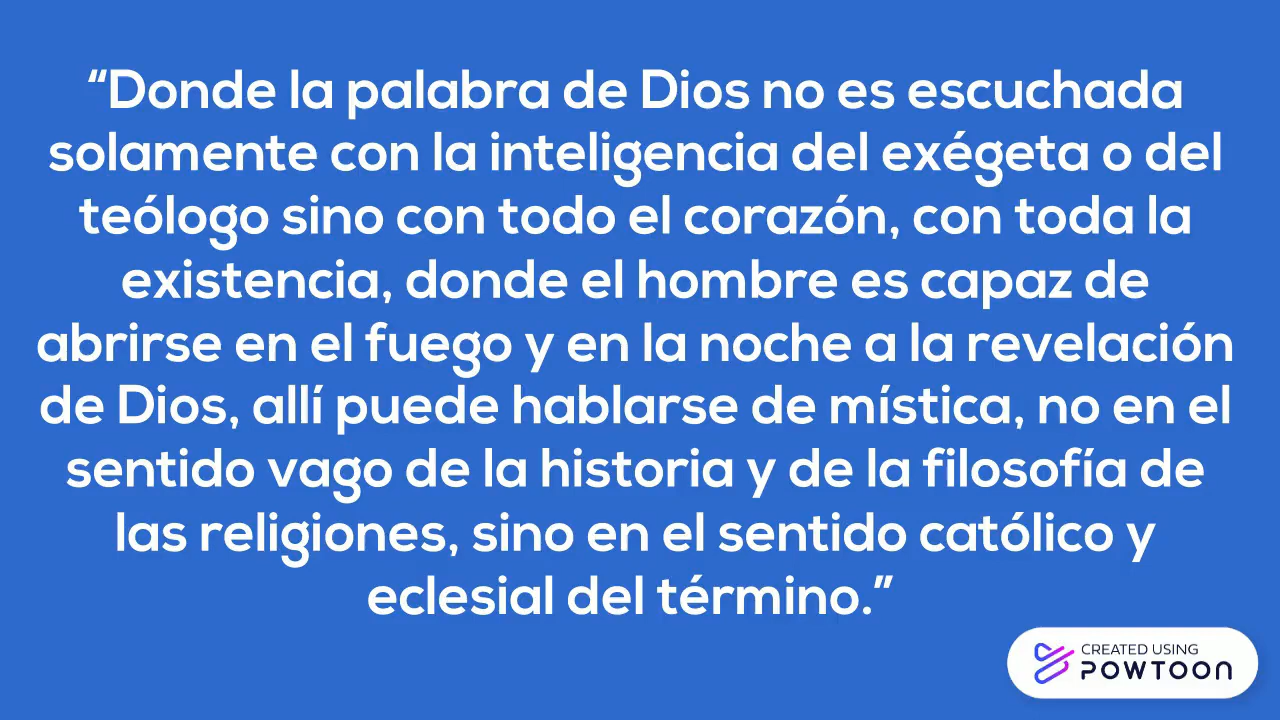 “Donde la palabra de Dios no es escuchada
solamente con la inteligencia del exégeta o del
teólogo sino con todo el corazón, con toda la
existencia, donde el hombre es capaz de
abrirse en el fuego y en la noche a la revelación
de Dios, allí puede hablarse de mística, no en el
sentido vago de la historia y de la filosofía de
las religiones, sino en el sentido católico y
eclesial del término.”
CREATED USING
POWTOON